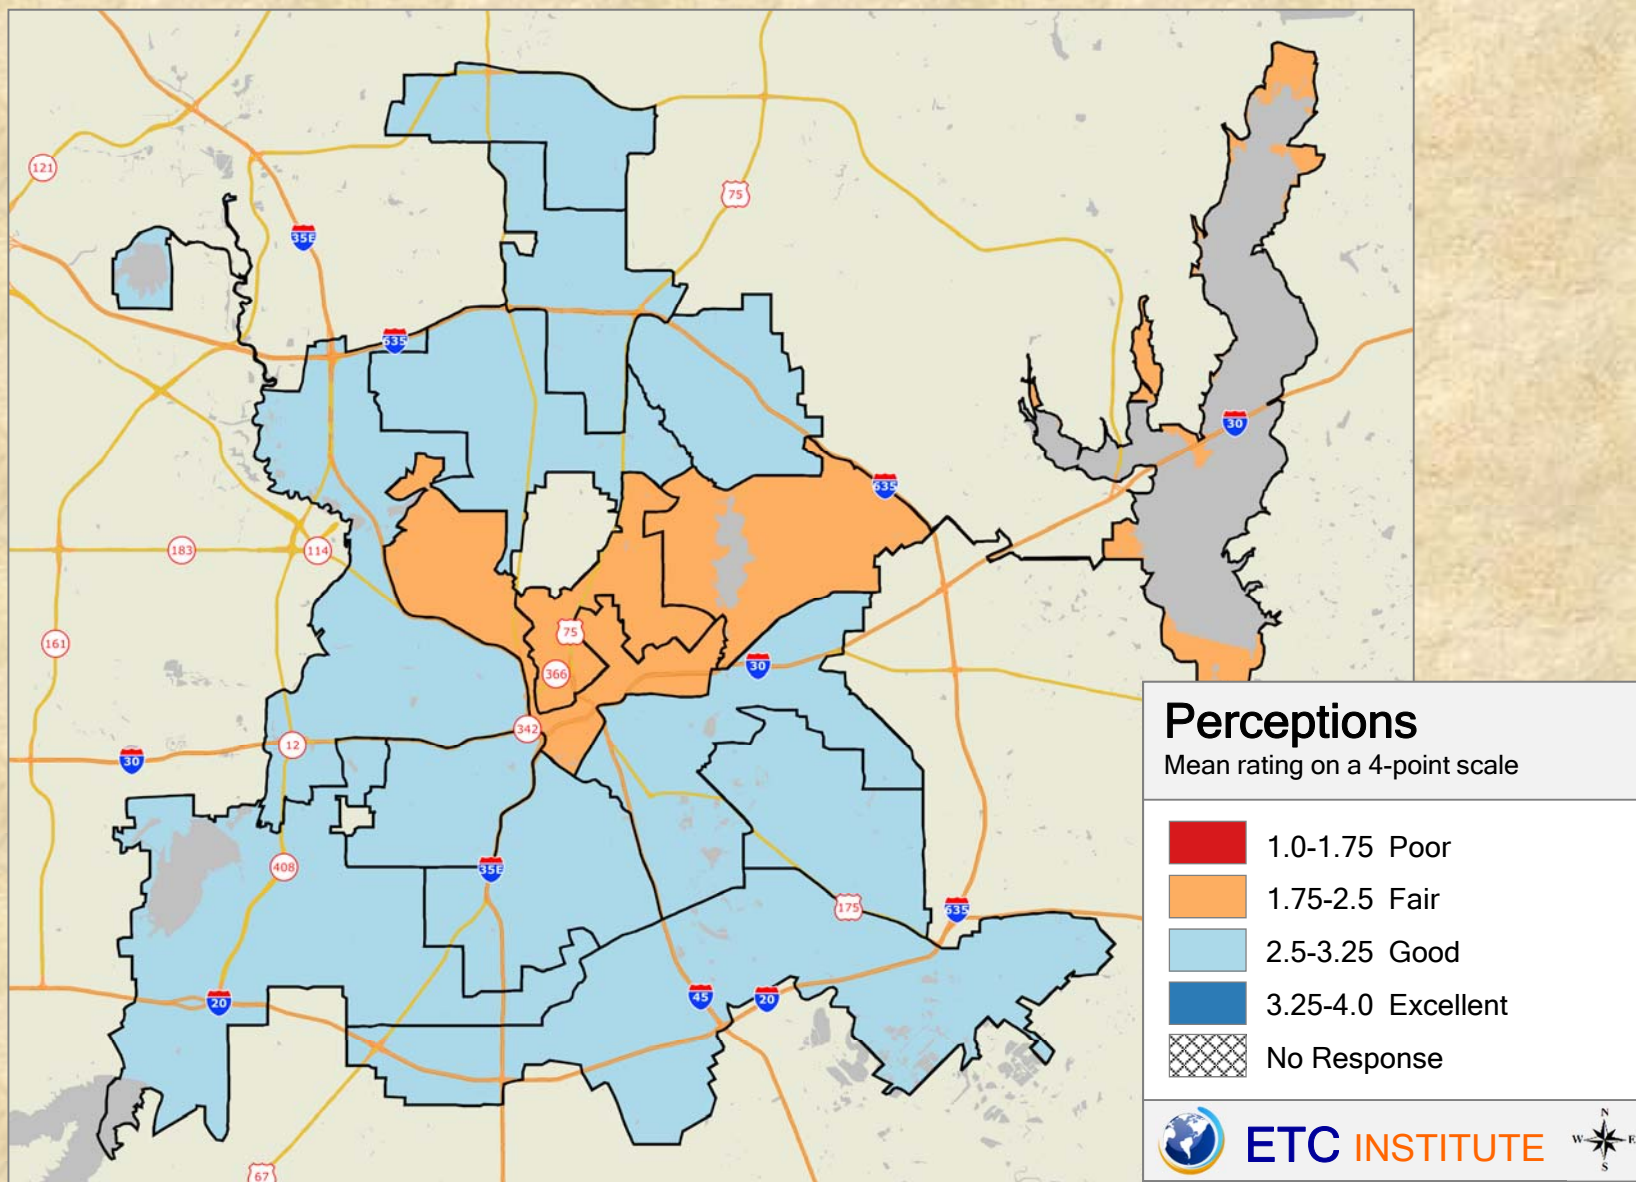 121
75
35E
635
30
635
183
114
161
75
366
30
342
12
30
408
35E
175
635
20
45
20
67
Perceptions
Mean rating on a 4-point scale
1.0-1.75 Poor
1.75-2.5 Fair
2.5-3.25 Good
3.25-4.0 Excellent
No Response
ETC INSTITUTE
N
W E
S